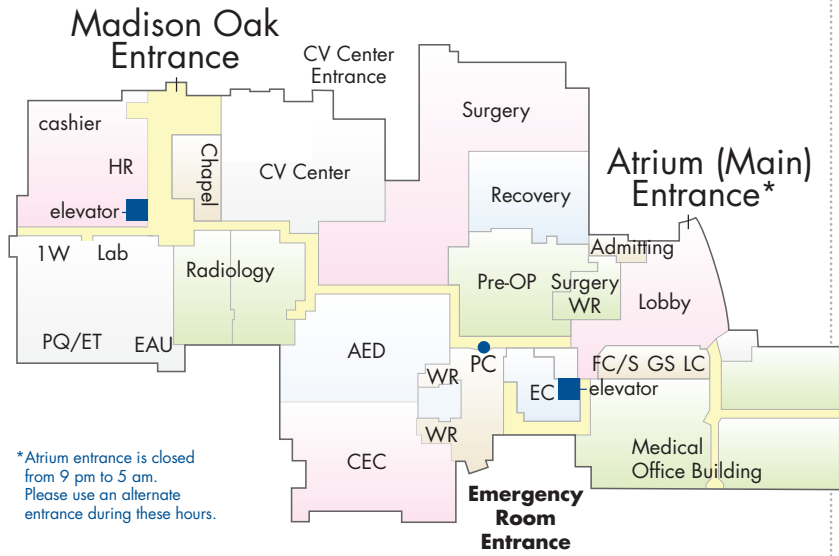 Madison Oak
Entrance
CV Center
Entrance
cashier
HR
elevator
Chapel
CV Center
Surgery
Recovery
Atrium (Main)
Entrance*
1W
Lab
Radiology
Pre-OP
Surgery
WR
Admitting
Lobby
PQ/ET
EAU
AED
WR
PC
EC
FC/S GS LC
elevator
WR
CEC
Medical
Office Building
*Atrium entrance is closed
from 9 pm to 5 am.
Please use an alternate
entrance during these hours.
Emergency
Room
Entrance